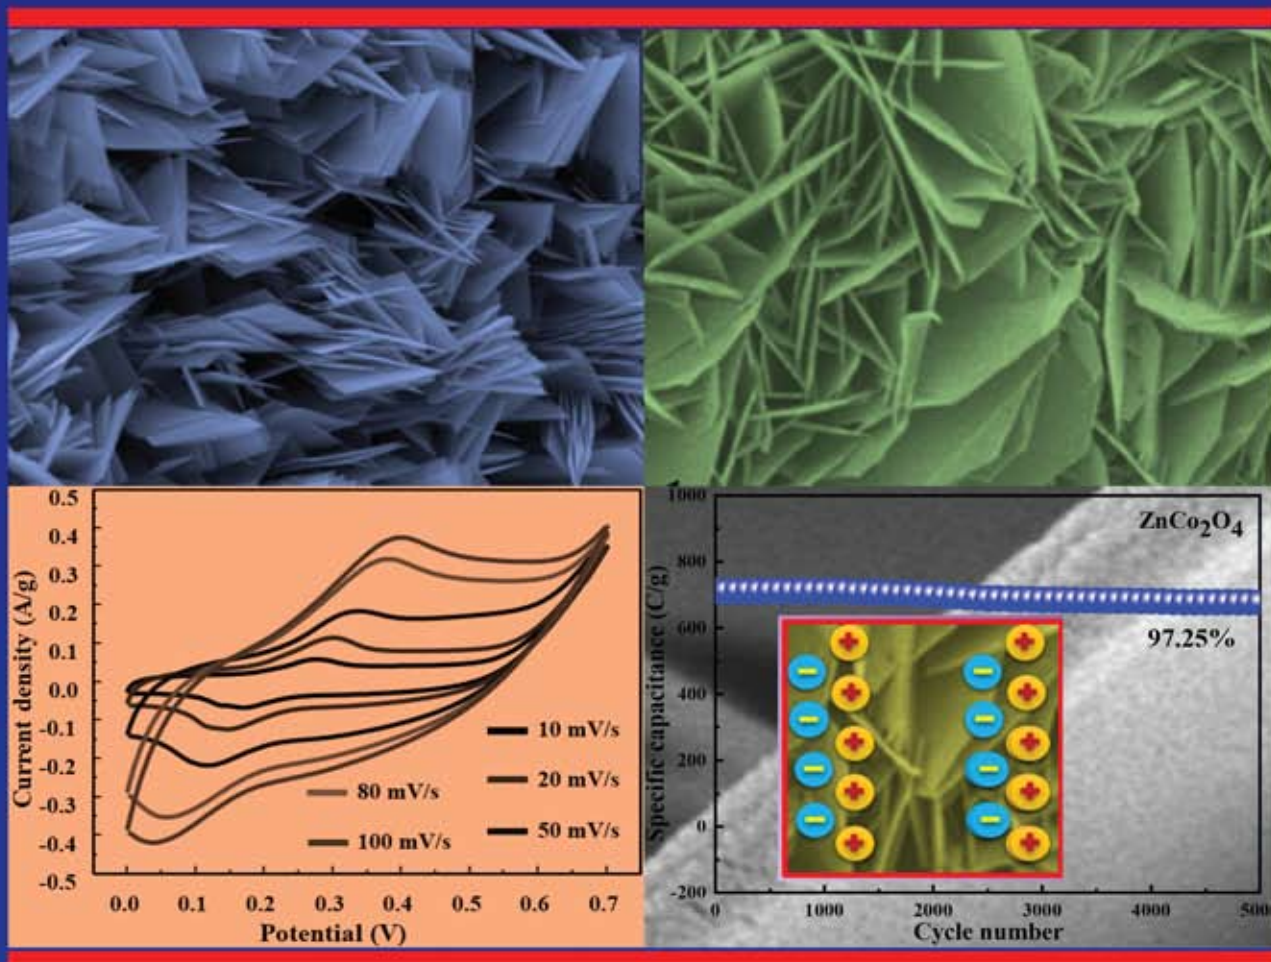 0.5
0.4
0.3
0.2
0.1
0.0
-0.1
-0.2
-0.3
-0.4
-0.5
Current density (A/g)
10 mV/s
20 mV/s
50 mV/s
80 mV/s
100 mV/s
0.0 0.1 0.2 0.3 0.4 0.5 0.6 0.7
Potential (V)
1000
800
600
400
200
0
-200
Specific capacitance (C/g)
ZnCo2O4
97.25%
0 1000 2000 3000 4000 5000
Cycle number